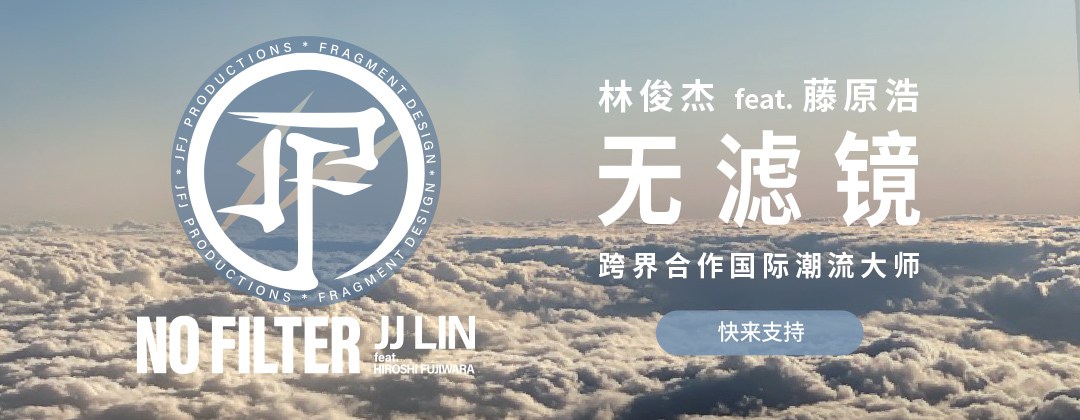 JFJ PRODUCTIONS * FRAGMENT DESIGN *
JFJ PRODUCTIONS * FRAGMENT DESIGN *
NO FILTER
JJ LIN
feat.
HIROSHI FUJIWARA
林俊杰 feat. 藤原浩
无滤镜
跨界合作国际潮流大师
快来支持